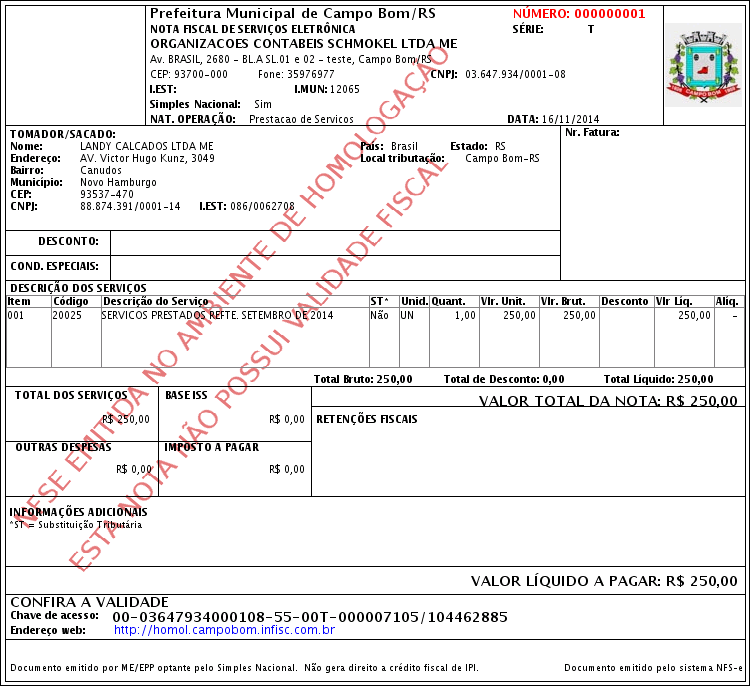 Prefeitura Municipal de Campo Bom/RS
NÚMERO: 000000001
NOTA FISCAL DE SERVIÇOS ELETRÔNICA
SÉRIE: T
ORGANIZACOES CONTABEIS SCHMOKEL LTDA ME
Av. BRASIL, 2680 - BL.A SL.01 e 02 - teste, Campo Bom/RS
CEP: 93700-000 Fone: 35976977 CNPJ: 03.647.934/0001-08
I.EST: I.MUN: 12065
Simples Nacional: Sim
NAT. OPERAÇÃO: Prestacao de Servicos DATA: 16/11/2014
CAMPO BOM
TOMADOR/SACADO:
Nr. Fatura:
Nome: LANDY CALCADOS LTDA ME País: Brasil Estado: RS
Endereço: AV. Victor Hugo Kunz, 3049 Local tributação: Campo Bom-RS
Bairro: Canudos
Município: Novo Hamburgo
CEP: 93537-470
CNPJ: 88.874.391/0001-14 I.EST: 086/0062708
DESCONTO:
COND. ESPECIAIS:
DESCRIÇÃO DOS SERVIÇOS
Item Código Descrição do Serviço ST* Unid. Quant. Vlr. Unit. Vlr. Brut. Desconto Vlr Liq. Aliq.
001 20025 SERVICOS PRESTADOS REFTE. SETEMBRO DE 2014 Não UN 1,00 250,00 250,00 250,00 -
Total Bruto: 250,00 Total de Desconto: 0,00 Total Líquido: 250,00
TOTAL DOS SERVIÇOS BASE ISS VALOR TOTAL DA NOTA: R$ 250,00
R$ 250,00 R$ 0,00 RETENÇÕES FISCAIS
OUTRAS DESPESAS IMPOSTO A PAGAR
R$ 0,00 R$ 0,00
INFORMAÇÕES ADICIONAIS
*ST = Substituição Tributária
VALOR LÍQUIDO A PAGAR: R$ 250,00
CONFIRA A VALIDADE
Chave de acesso: 00-03647934000108-55-00T-000007105/104462885
Endereço web: http://homol.campobom.infisc.com.br
Documento emitido por ME/EPP optante pelo Simples Nacional. Não gera direito a crédito fiscal de IPI. Documento emitido pelo sistema NFS-e
NFSE EMITIDA NO AMBIENTE DE HOMOLOGAÇÃO
ESTA NOTA NÃO POSSUI VALIDADE FISCAL